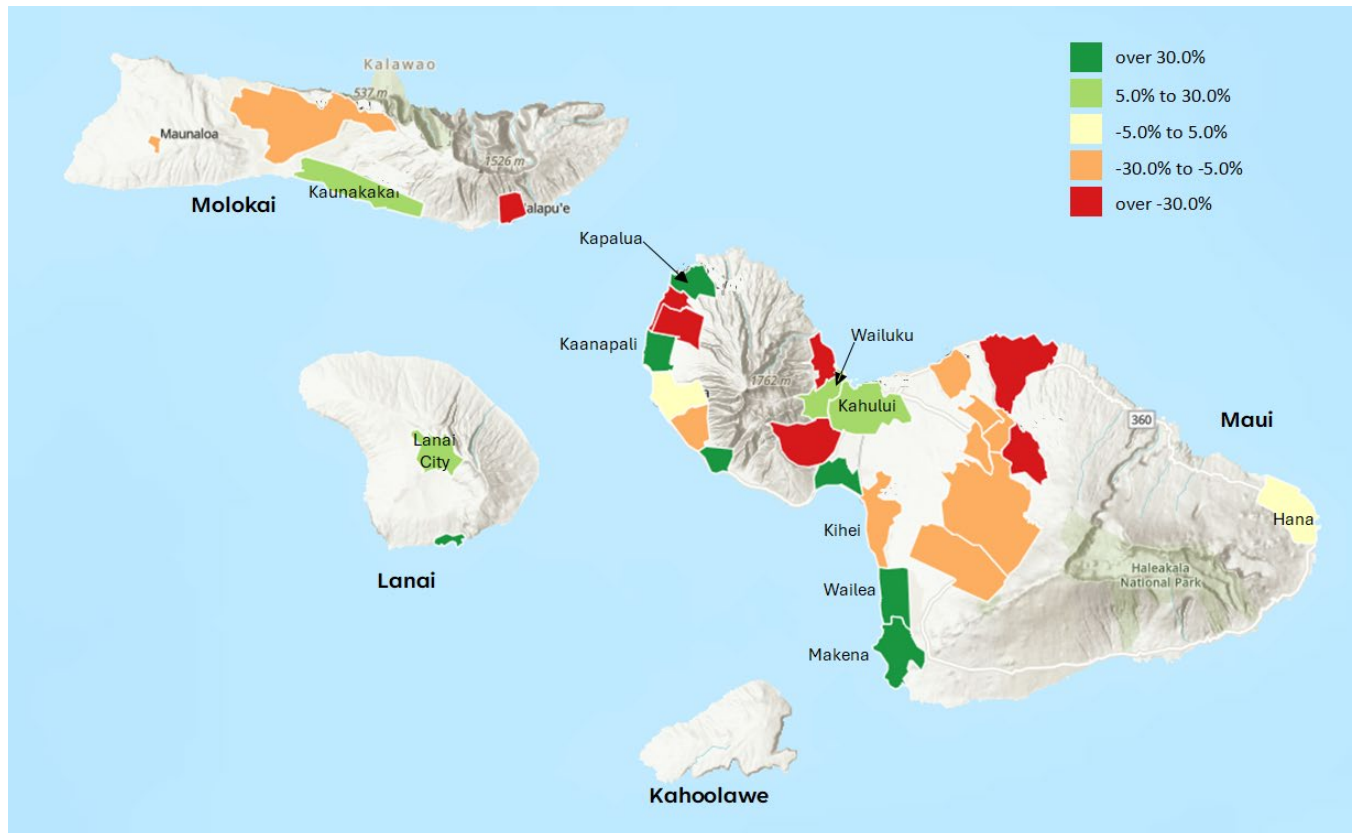 Kalawao
537 m
Maunaloa
1526 m
Kaunakakai
'alapu'e
Molokai
over 30.0%
5.0% to 30.0%
-5.0% to 5.0%
-30.0% to -5.0%
over -30.0%
Kapalua
Kaanapali
Wailuku
1762 m
Kahului
360
Maui
Lanai
City
Hana
Kihei
Haleakala
National Park
Lanai
Wailea
Makena
Kahoolawe